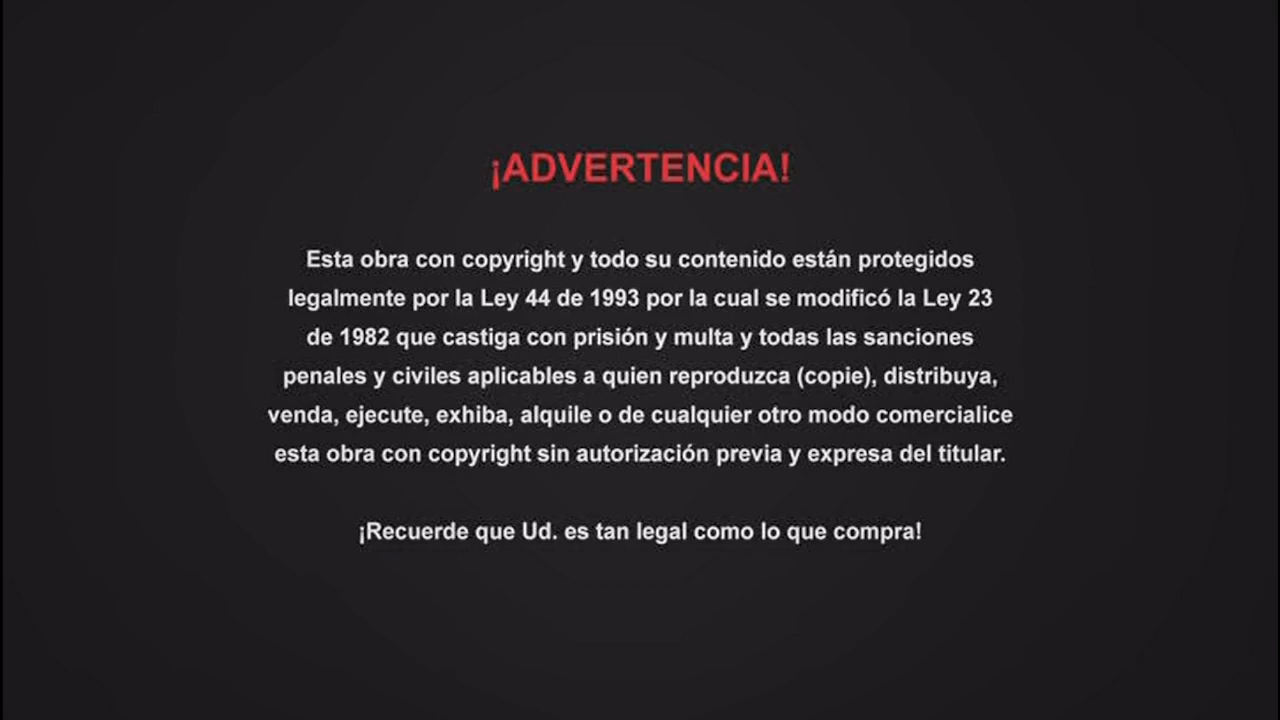 ¡ADVERTENCIA!
Esta obra con copyright y todo su contenido están protegidos
legalmente por la Ley 44 de 1993 por la cual se modificó la Ley 23
de 1982 que castiga con prisión y multa y todas las sanciones
penales y civiles aplicables a quien reproduzca (copie), distribuya,
venda, ejecute, exhiba, alquile o de cualquier otro modo comercialice
esta obra con copyright sin autorización previa y expresa del titular.
¡Recuerde que Ud. es tan legal como lo que compra!